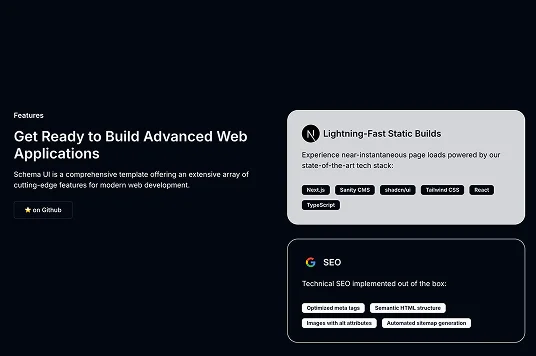 Features
Get Ready to Build Advanced Web
Applications
Schema UI is a comprehensive template offering an extensive array of
cutting-edge features for modern web development.
⭐ on Github
Lightning-Fast Static Builds
Experience near-instantaneous page loads powered by our
state-of-the-art tech stack:
Next.js Sanity CMS shadcn/ui Tailwind CSS React
TypeScript
SEO
Technical SEO implemented out of the box:
Optimized meta tags Semantic HTML structure
Images with alt attributes Automated sitemap generation